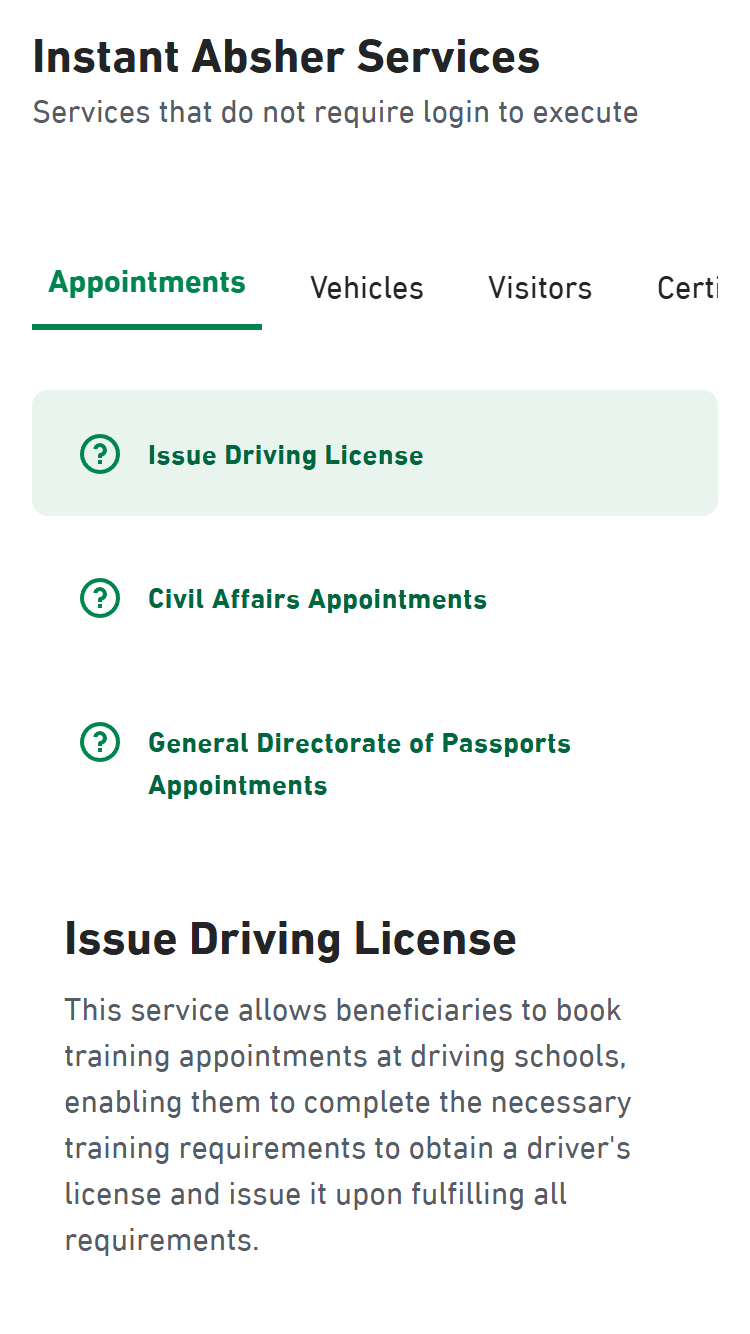 Instant Absher Services
Services that do not require login to execute
Appointments Vehicles Visitors Certi
Issue Driving License
Civil Affairs Appointments
General Directorate of Passports
Appointments
Issue Driving License
This service allows beneficiaries to book
training appointments at driving schools,
enabling them to complete the necessary
training requirements to obtain a driver's
license and issue it upon fulfilling all
requirements.